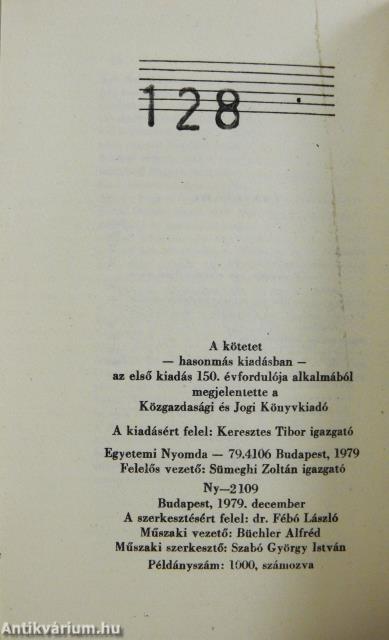 128
A kötetet
— hasonmás kiadásban —
az első kiadás 150. évfordulója alkalmából
megjelentette a
Közgazdasági és Jogi Könyvkiadó
A kiadásért felel: Keresztes Tibor igazgató
Egyetemi Nyomda — 79.4106 Budapest, 1979
Felelős vezető: Sümeghi Zoltán igazgató
Ny—2109
Budapest, 1979. december
A szerkesztésért felel: dr. Fébó László
Műszaki vezető: Büchler Alfréd
Műszaki szerkesztő: Szabó György István
Példányszám: 1000, számozva
Antikvárium.hu